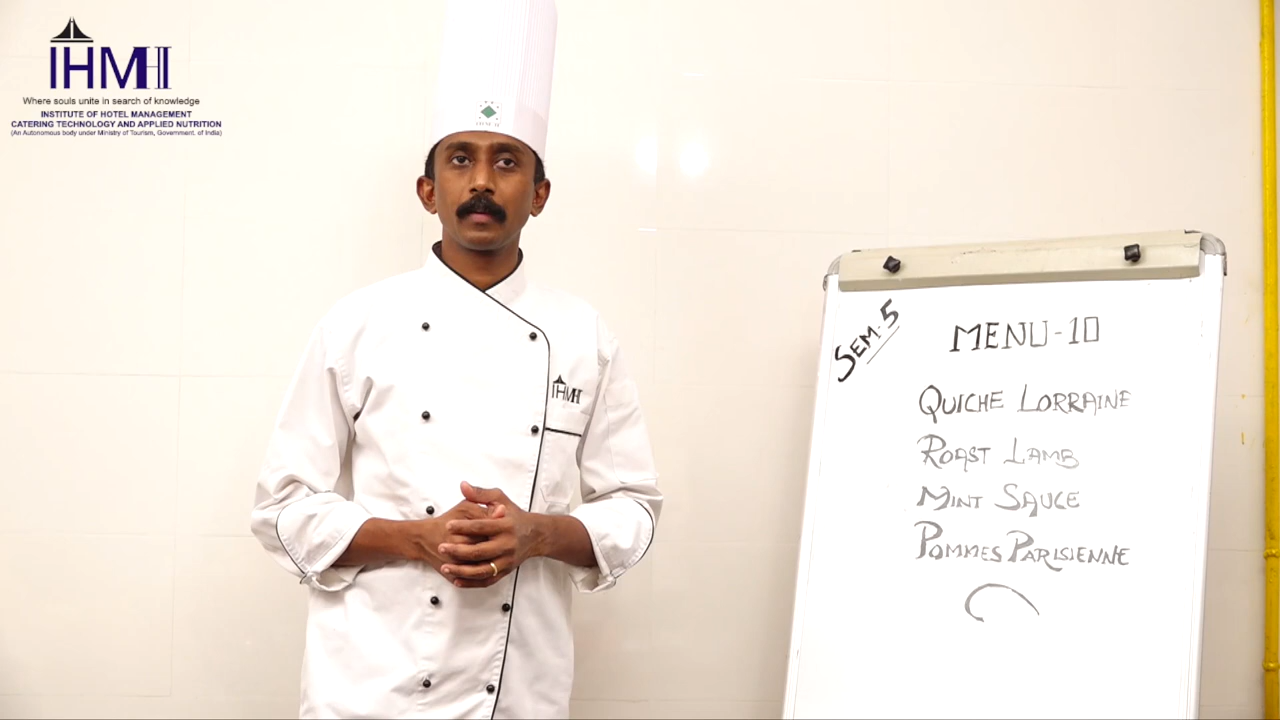 IHMH
Where souls unite in search of knowledge
INSTITUTE OF HOTEL MANAGEMENT
CATERING TECHNOLOGY AND APPLIED NUTRITION
(An Autonomous body under Ministry of Tourism, Government. of India)
IHMH
SEM-5
MENU-10
QUICHE LORRAINE
ROAST LAMB
MINT SAUCE
POMMES PARISIENNE